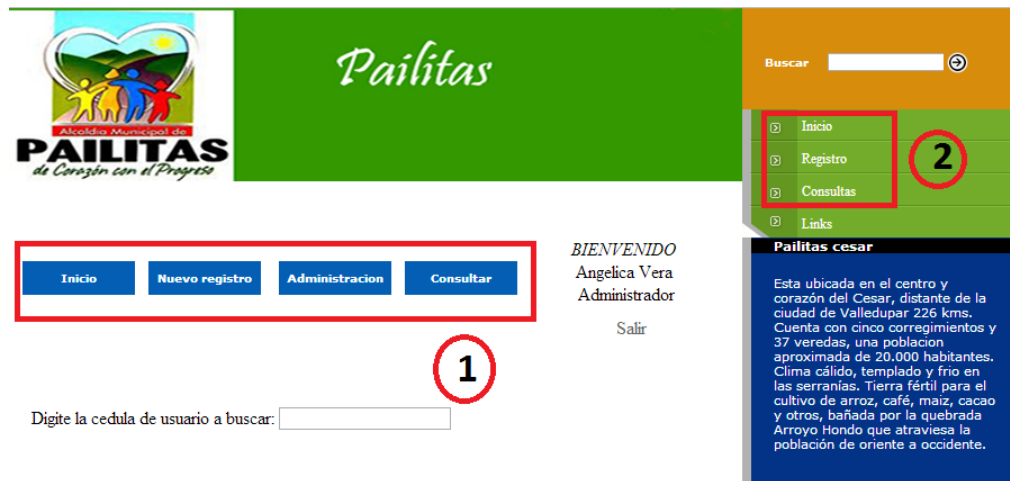 Alcaldia Municipal de
PAILITAS
de Corazón con el Progreso
Pailitas
Buscar
Inicio
Registro
Consultas
Links
2
Inicio Nuevo registro Administracion Consultar
1
BIENVENIDO
Angelica Vera
Administrador
Salir
Digite la cedula de usuario a buscar:
Pailitas cesar
Esta ubicada en el centro y
corazón del Cesar, distante de la
ciudad de Valledupar 226 kms.
Cuenta con cinco corregimientos y
37 veredas, una poblacion
aproximada de 20.000 habitantes.
Clima cálido, templado y frio en
las serranías. Tierra fértil para el
cultivo de arroz, café, maiz, cacao
y otros, bañada por la quebrada
Arroyo Hondo que atraviesa la
población de oriente a occidente.